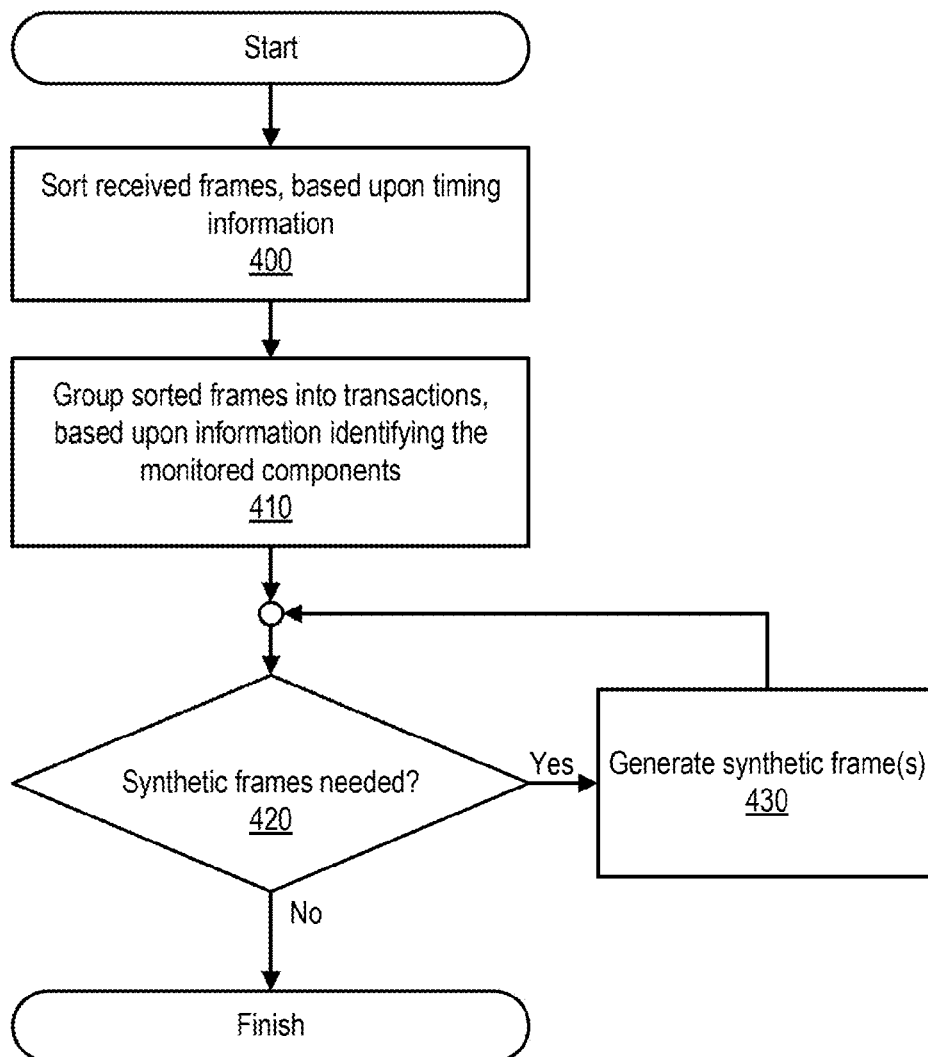 Start
Sort received frames, based upon timing
information
400
Group sorted frames into transactions,
based upon information identifying the
monitored components
410
Synthetic frames needed?
420
Yes
Generate synthetic frame(s)
430
No
Finish